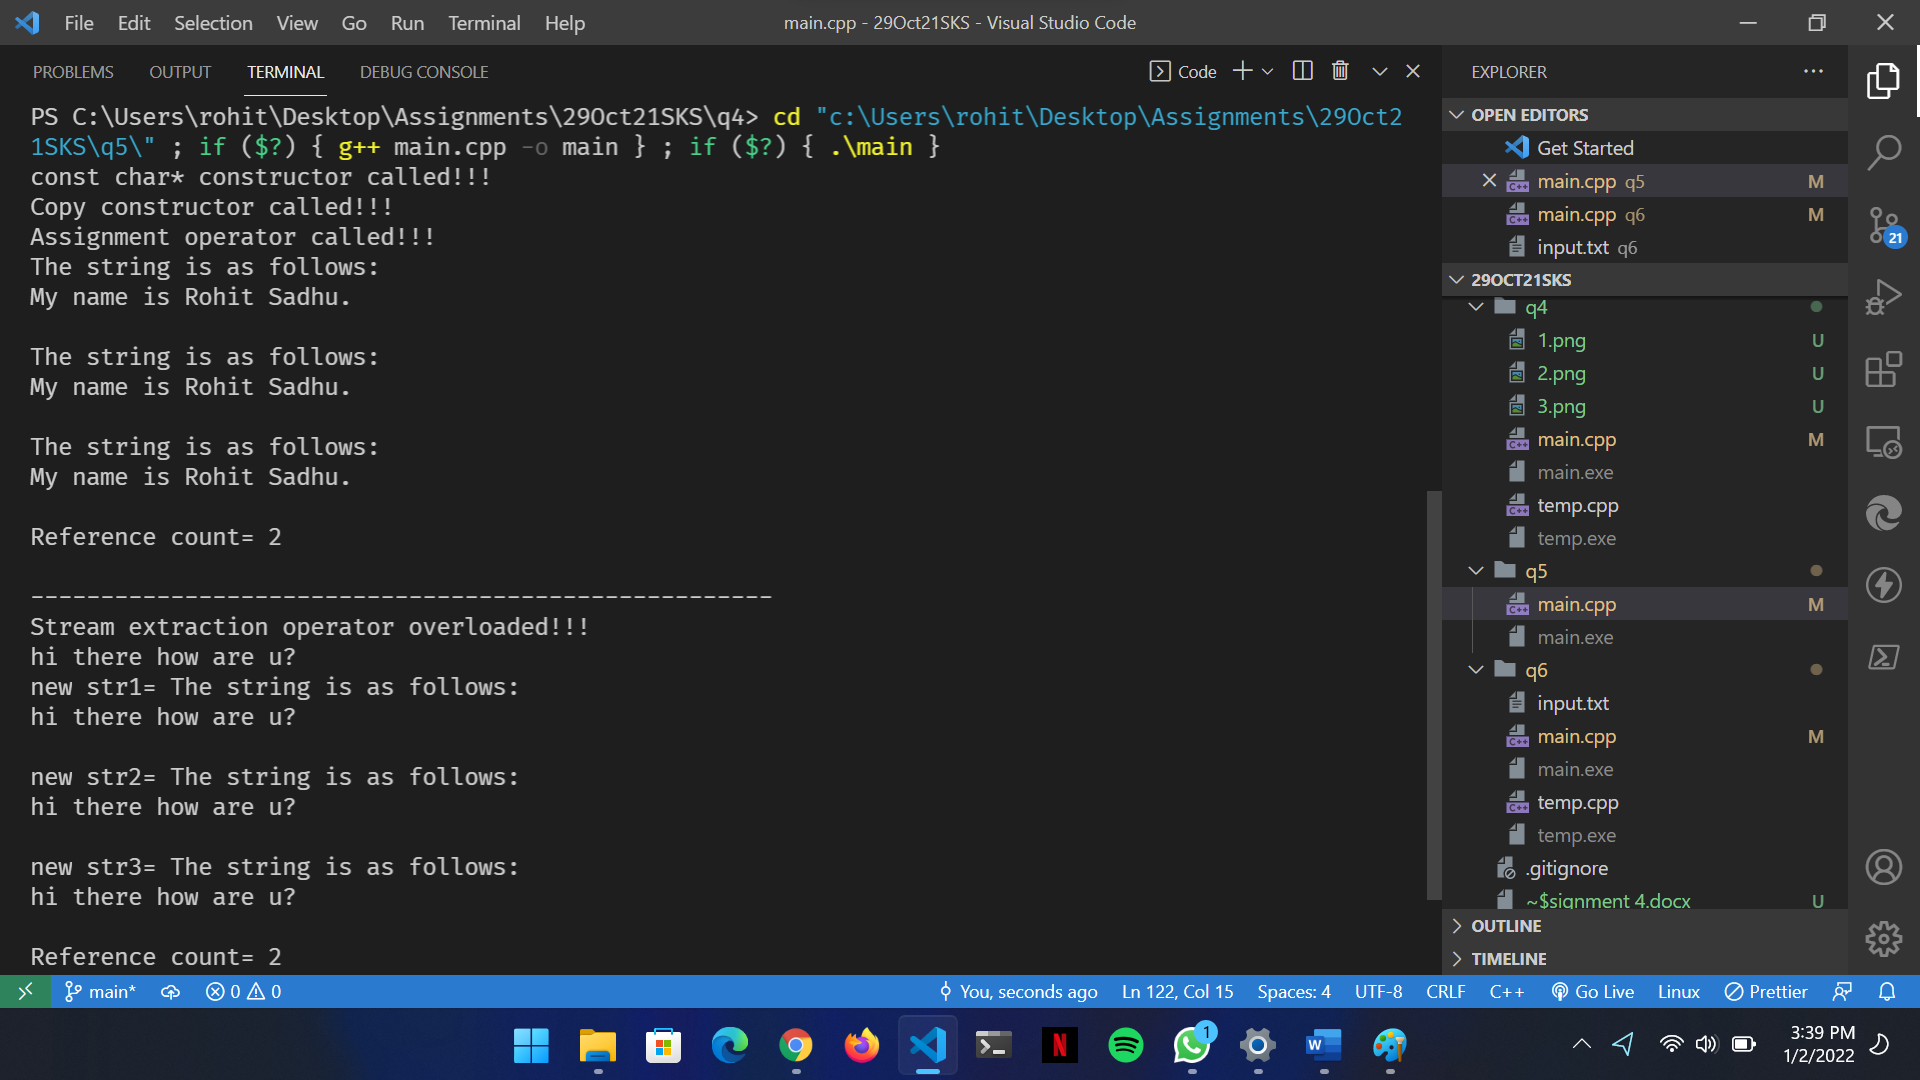 File Edit Selection View Go Run Terminal Help
main.cpp - 29Oct21SKS - Visual Studio Code
PROBLEMS OUTPUT TERMINAL DEBUG CONSOLE
Code
PS C:\Users\rohit\Desktop\Assignments\29Oct21SKS\q4> cd "c:\Users\rohit\Desktop\Assignments\29Oct2
1SKS\q5\" ; if ($?) { g++ main.cpp -o main } ; if ($?) { .\main }
const char* constructor called!!!
Copy constructor called!!!
Assignment operator called!!!
The string is as follows:
My name is Rohit Sadhu.
The string is as follows:
My name is Rohit Sadhu.
The string is as follows:
My name is Rohit Sadhu.
Reference count= 2
-----------------------------------------------------
Stream extraction operator overloaded!!!
hi there how are u?
new str1= The string is as follows:
hi there how are u?
new str2= The string is as follows:
hi there how are u?
new str3= The string is as follows:
hi there how are u?
Reference count= 2
EXPLORER
OPEN EDITORS
Get Started
main.cpp q5 M
main.cpp q6 M
input.txt q6
29OCT21SKS
q4
1.png U
2.png U
3.png U
main.cpp M
main.exe
temp.cpp
temp.exe
q5
main.cpp M
main.exe
q6
input.txt
main.cpp M
main.exe
temp.cpp
temp.exe
.gitignore
~$signment 4.docx U
OUTLINE
TIMELINE
21
main* 0 0
You, seconds ago Ln 122, Col 15 Spaces: 4 UTF-8 CRLF C++ Go Live Linux Prettier
1
3:39 PM
1/2/2022